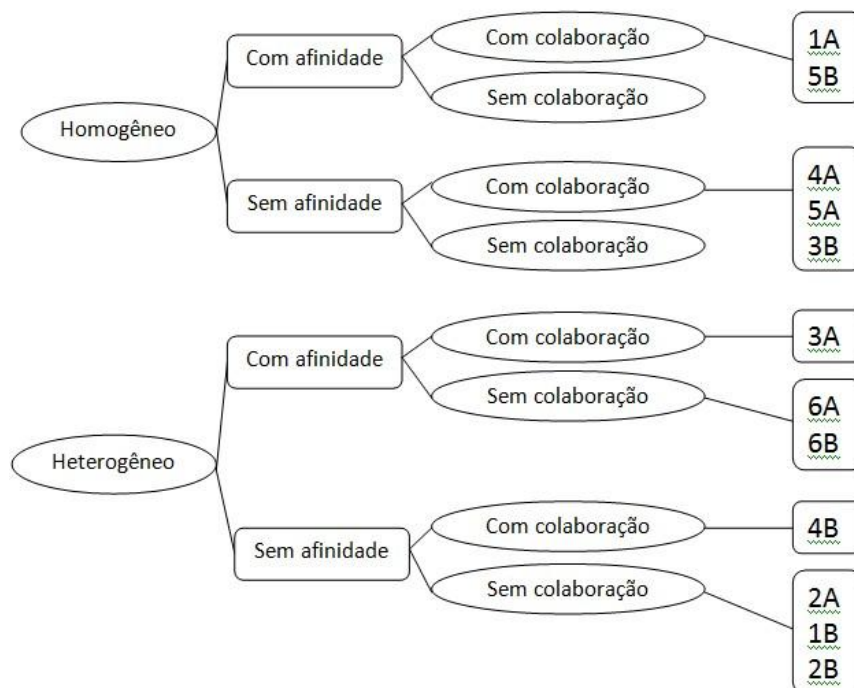 Com colaboração
1A
Com afinidade
5B
Sem colaboração
Homogêneo
4A
Com colaboração
Sem afinidade
5A
Sem colaboração
3B
Com colaboração
3A
Com afinidade
Sem colaboração
6A
6B
Heterogêneo
Com colaboração
4B
Sem afinidade
Sem colaboração
2A
1B
2B